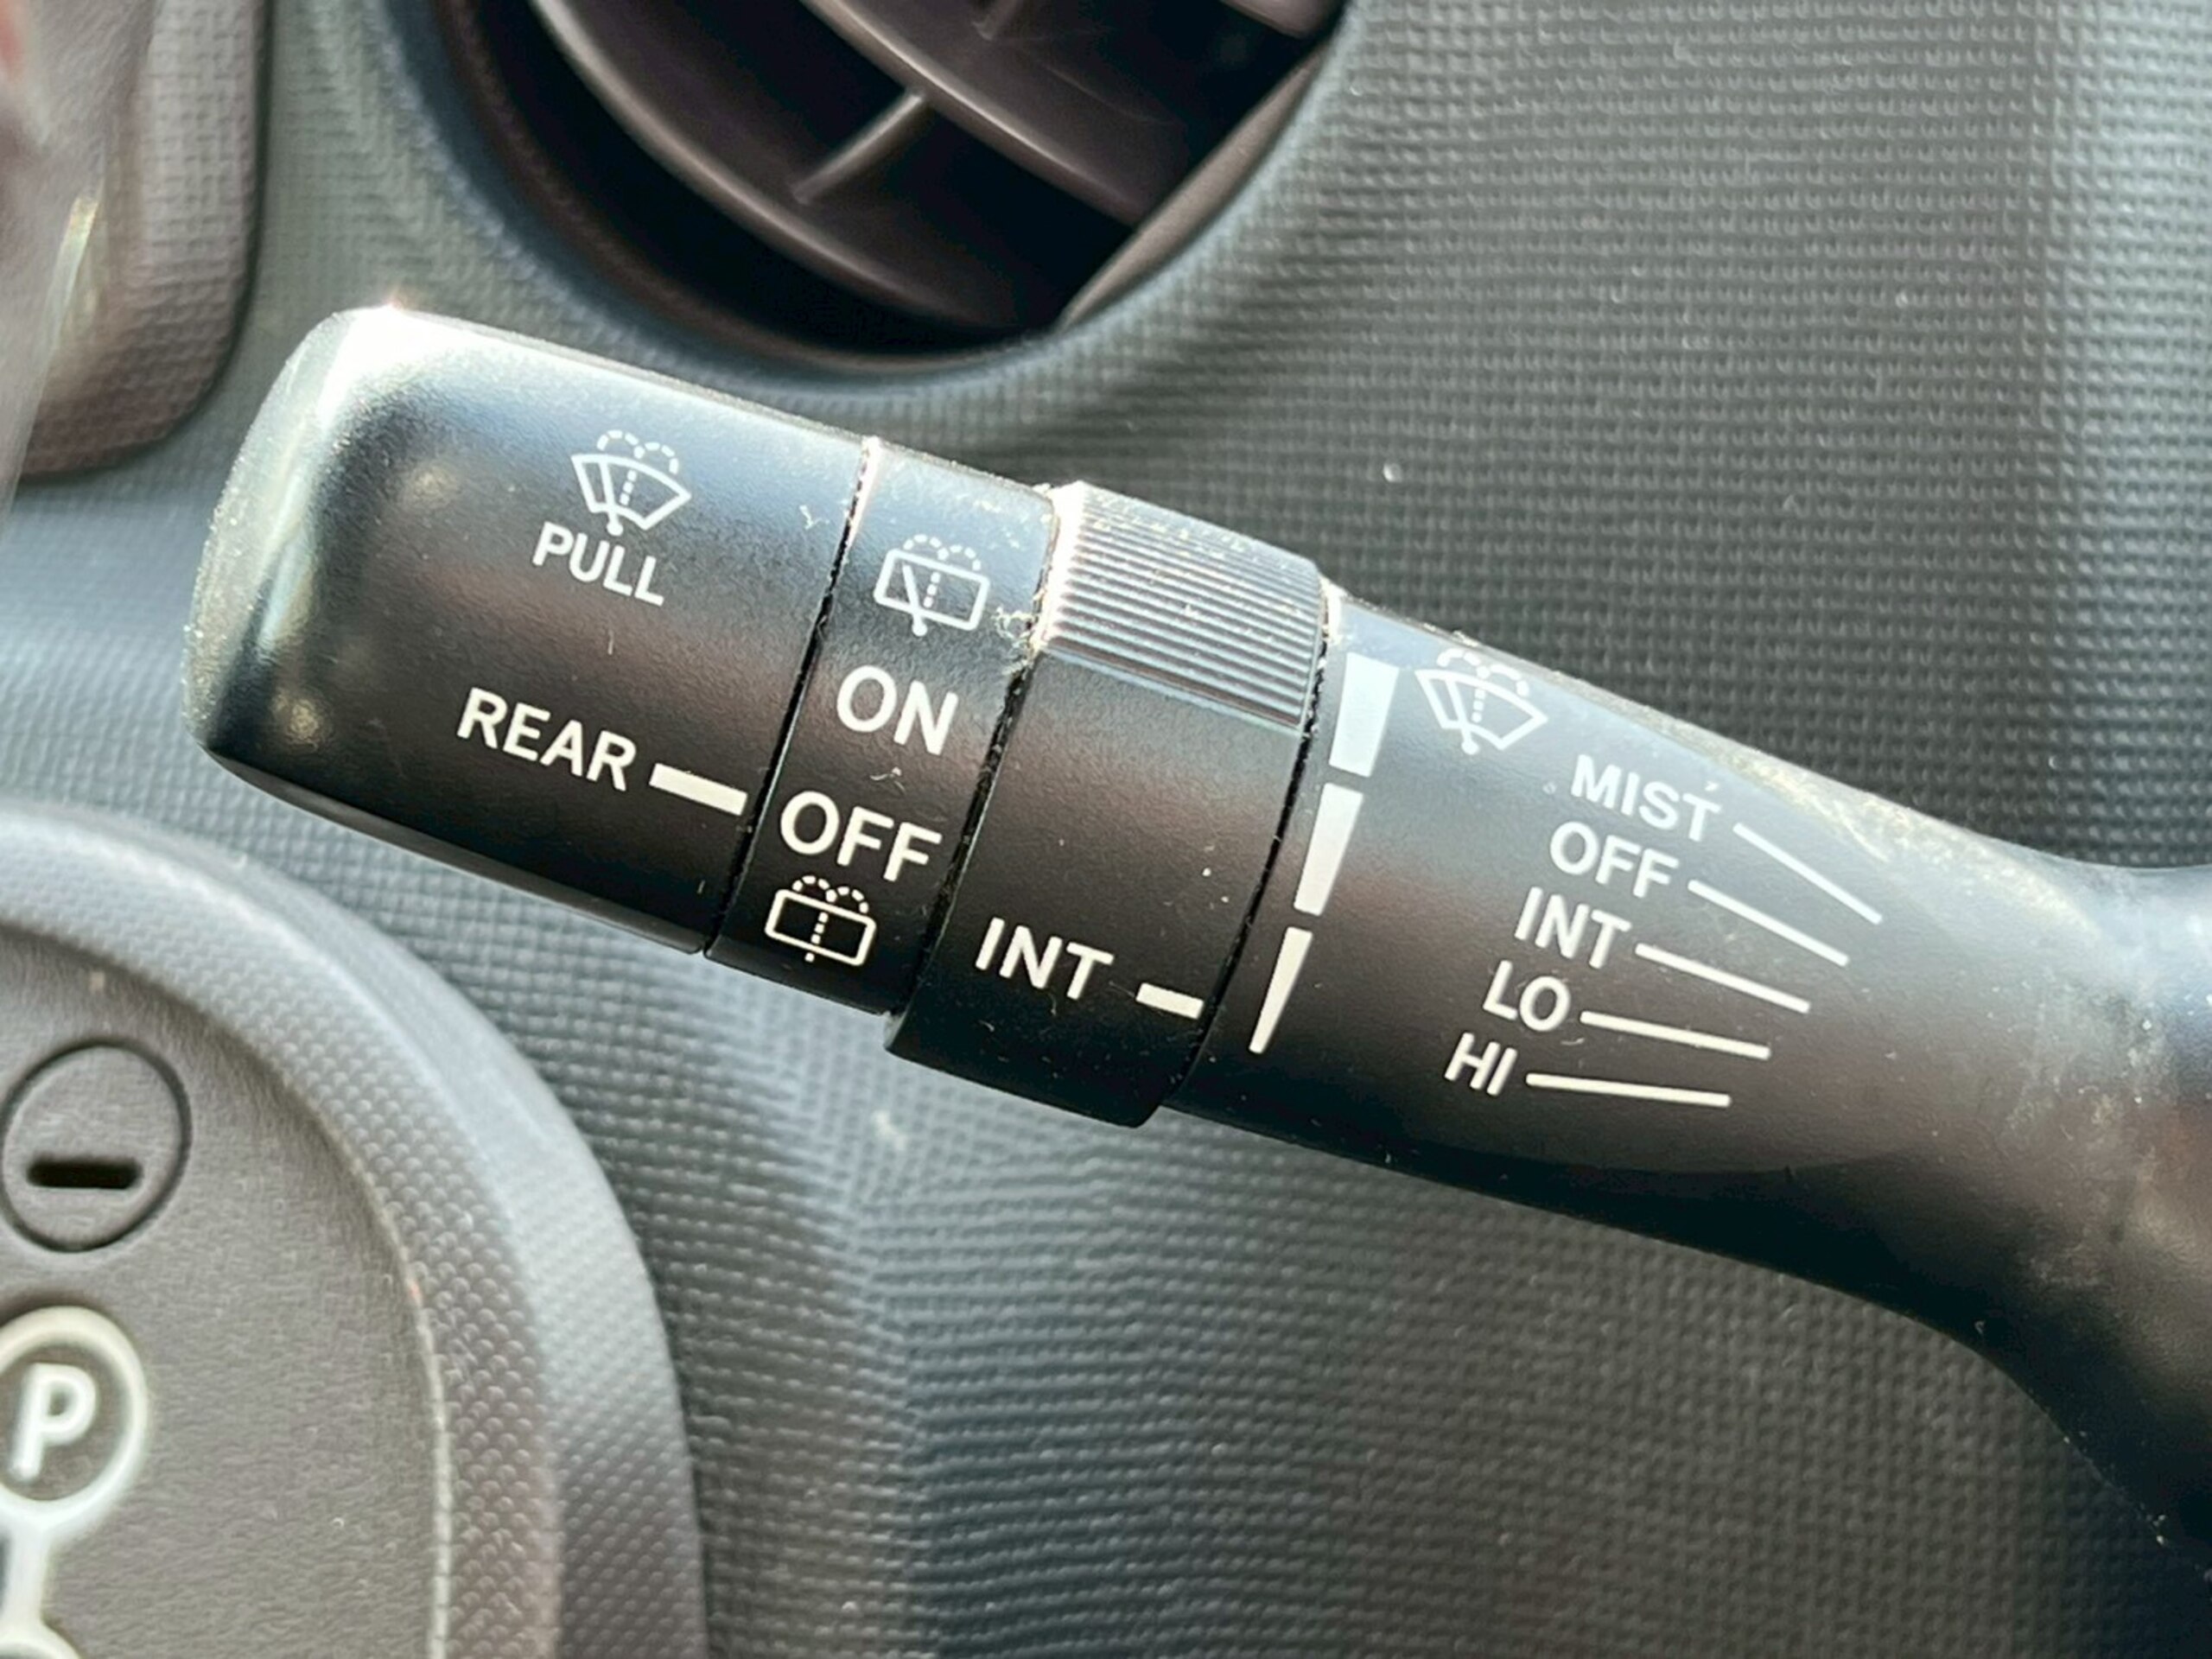 PULL
REAR
ON
OFF
INT
MIST
OFF
INT
LO
HI
P